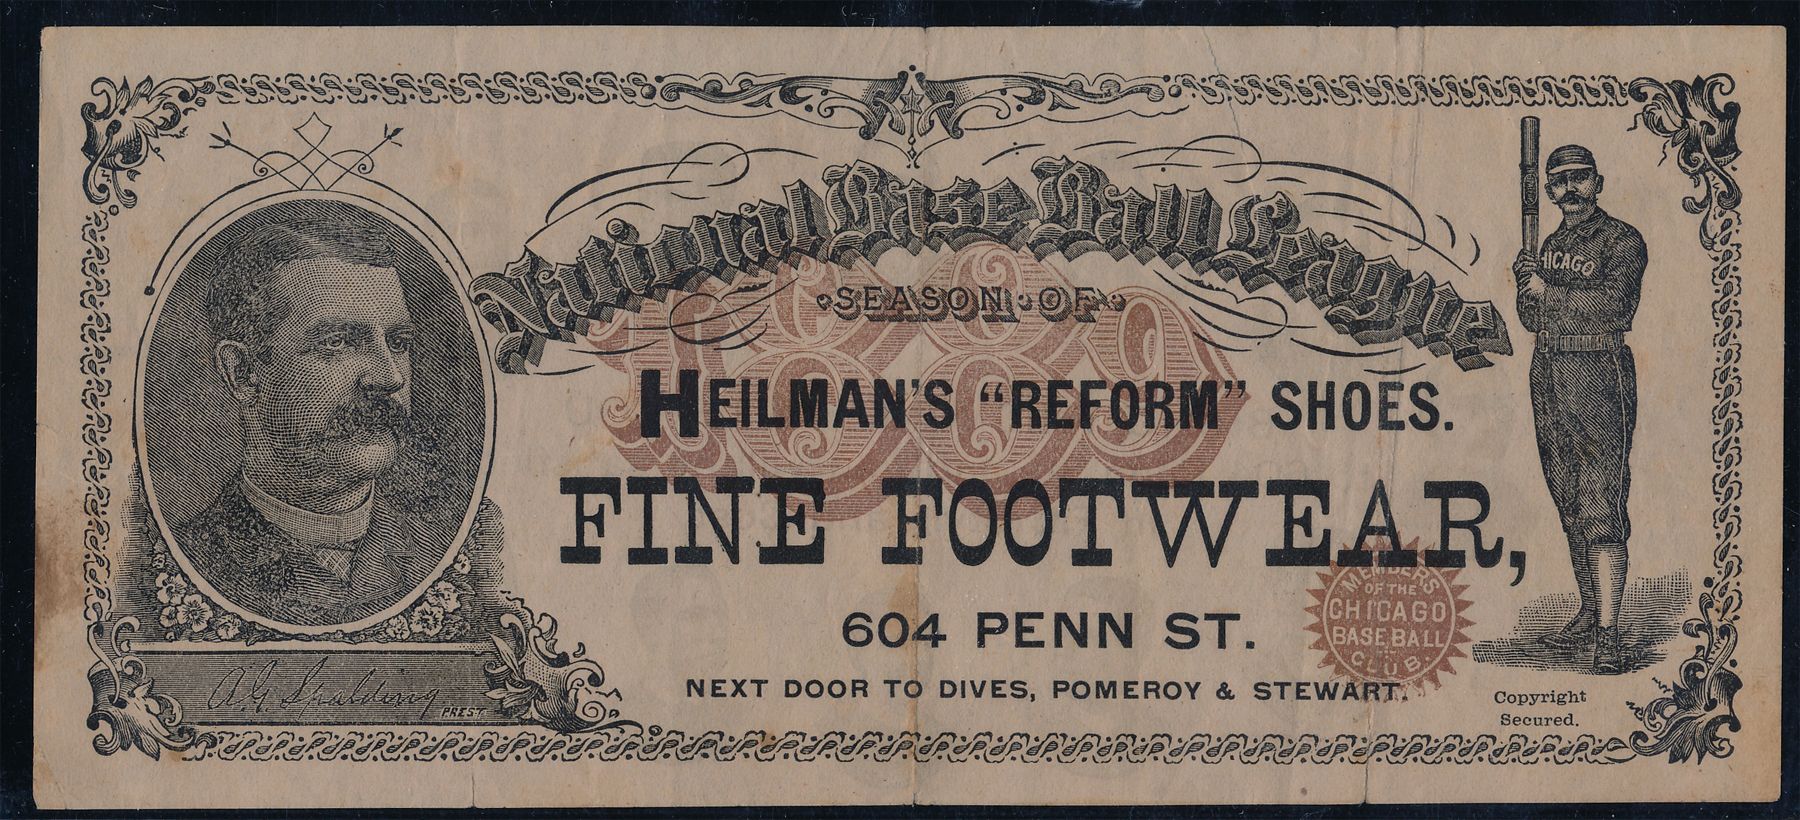 National Base Ball League
SEASON OF
1889
HEILMAN'S "REFORM" SHOES.
FINE FOOTWEAR,
604 PENN ST.
NEXT DOOR TO DIVES, POMEROY & STEWART.
A.G. Spalding
PREST
HICAGO
MEMBERS
OF THE
CHICAGO
BASE BALL
CLUB.
Copyright
Secured.